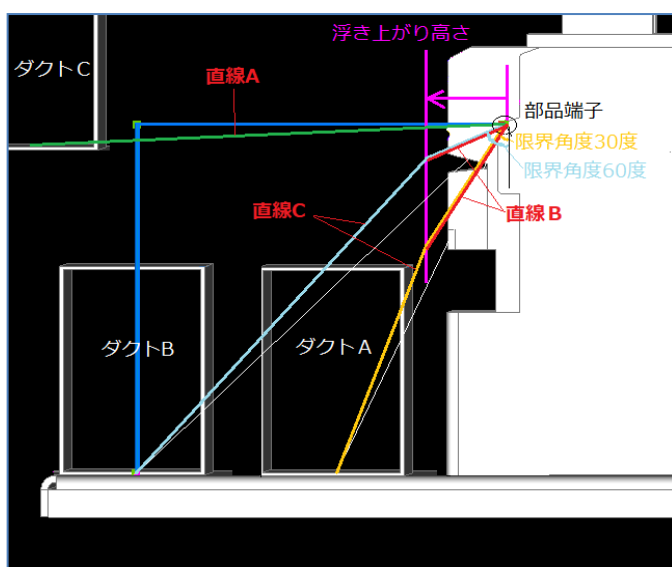 浮き上がり高さ
ダクトC
直線A
部品端子
限界角度30度
限界角度60度
直線C
直線B
ダクトB
ダクトA